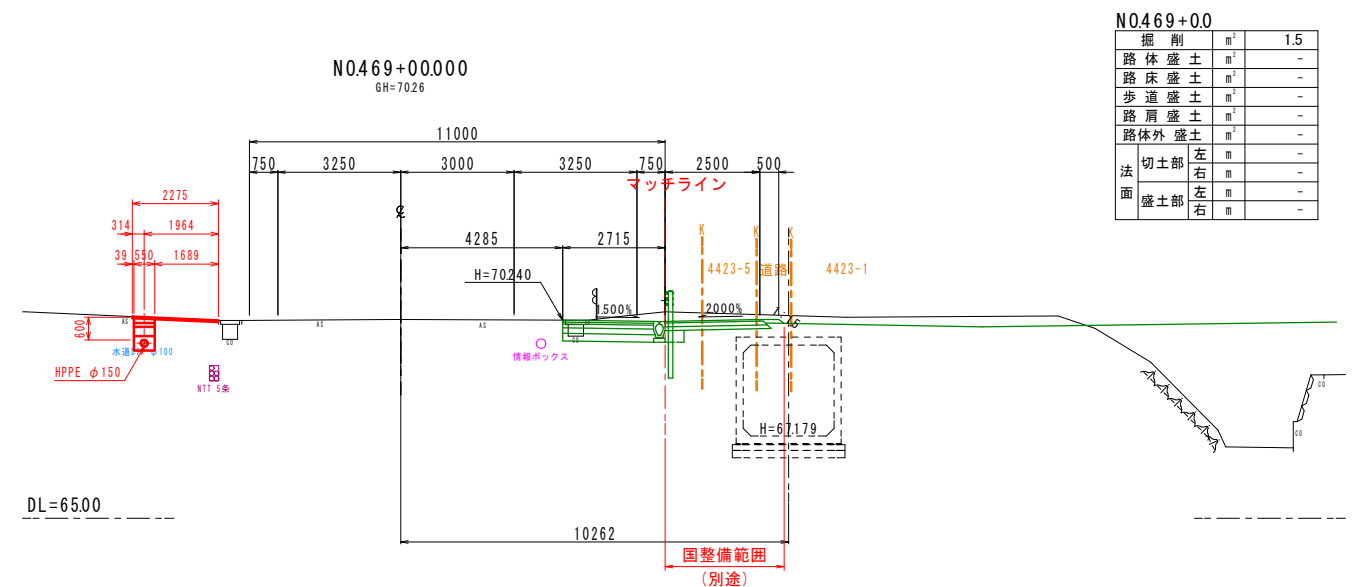 NO.469+0.0
掘 削 m² 1.5
路 体 盛 土 m² -
路 床 盛 土 m² -
歩 道 盛 土 m² -
路 肩 盛 土 m² -
路体外 盛土 m² -
法面 切土部 左 m -
右 m -
盛土部 左 m -
右 m -
NO.469+00.000
GH=70.26
11000
750 3250 3000 3250 750 2500 500
マッチライン
2275
314 1964
39 550 1689
4285 2715
K K K
4423-5 道路 4423-1
H=70.240
1.500% 2.000%
600
AS AS AS
CO CO CO CO
HPPE φ150
NTT 5条
情報ボックス
H=67.179
DL=65.00
10262
国整備範囲
(別途)